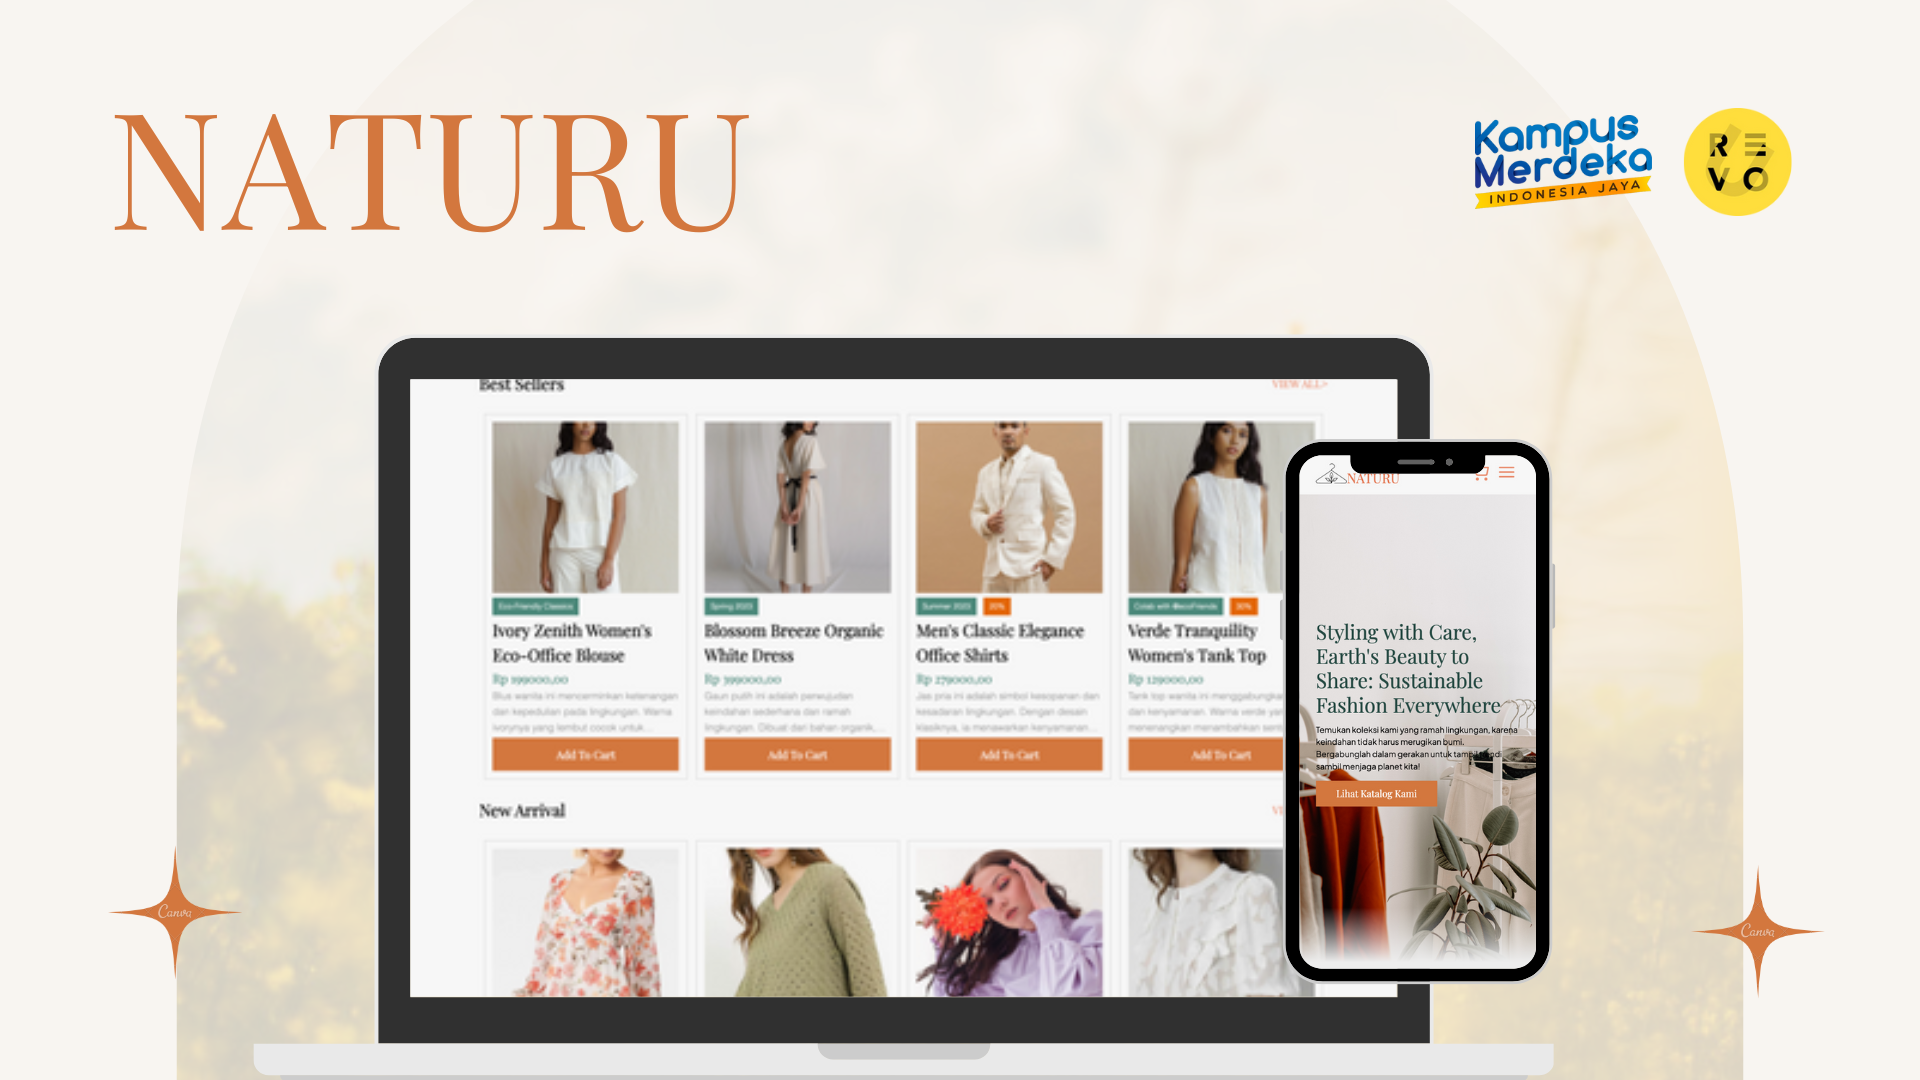 NATURU
Kampus
Merdeka
INDONESIA JAYA
RE
VO
Best Sellers
VIEW ALL>
Eco-Friendly Classics
Ivory Zenith Women's
Eco-Office Blouse
Rp 199000,00
Blus wanita ini mencerminkan ketenangan
dan kepedulian pada lingkungan. Warna
ivorynya yang lembut cocok untuk...
Add To Cart
Spring 2023
Blossom Breeze Organic
White Dress
Rp 399000,00
Gaun putih ini adalah perwujudan
keindahan sederhana dan ramah
lingkungan. Dibuat dari bahan organik,...
Add To Cart
Summer 2023
20%
Men's Classic Elegance
Office Shirts
Rp 279000,00
Jas pria ini adalah simbol kesopanan dan
kesadaran lingkungan. Dengan desain
klasiknya, ia menawarkan kenyamanan...
Add To Cart
Colab with @ecofriends
30%
Verde Tranquility
Women's Tank Top
Rp 129000,00
Tank top wanita ini menggabungkan
dan kenyamanan. Warna verde yan
menenangkan menambahkan sent
Add To Cart
New Arrival
NATURU
Styling with Care,
Earth's Beauty to
Share: Sustainable
Fashion Everywhere
Temukan koleksi kami yang ramah lingkungan, karena
keindahan tidak harus merugikan bumi.
Bergabunglah dalam gerakan untuk tampil trendi
sambil menjaga planet kita!
Lihat Katalog Kami
Canva
Canva